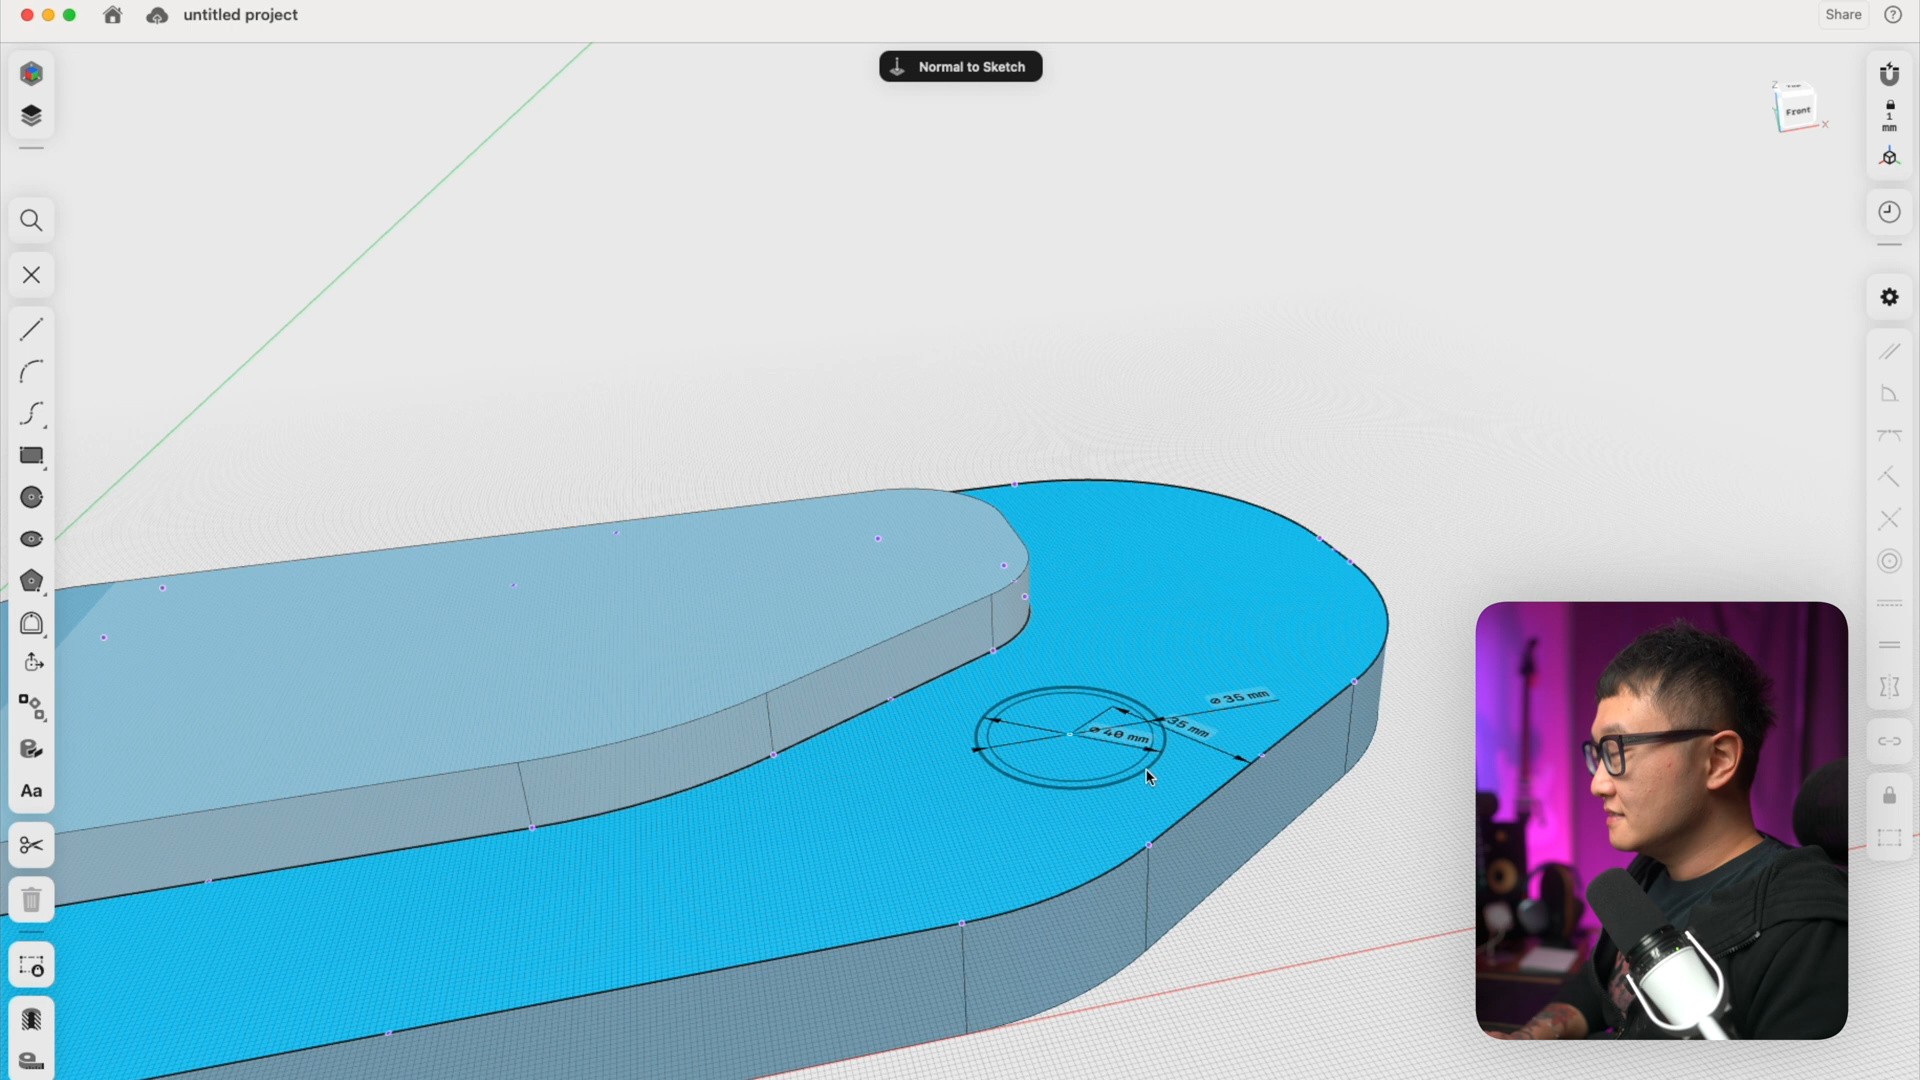 untitled project
Share
?
Normal to Sketch
Z
Front
X
1
mm
⌀ 35 mm
35 mm
⌀ 40 mm
Aa